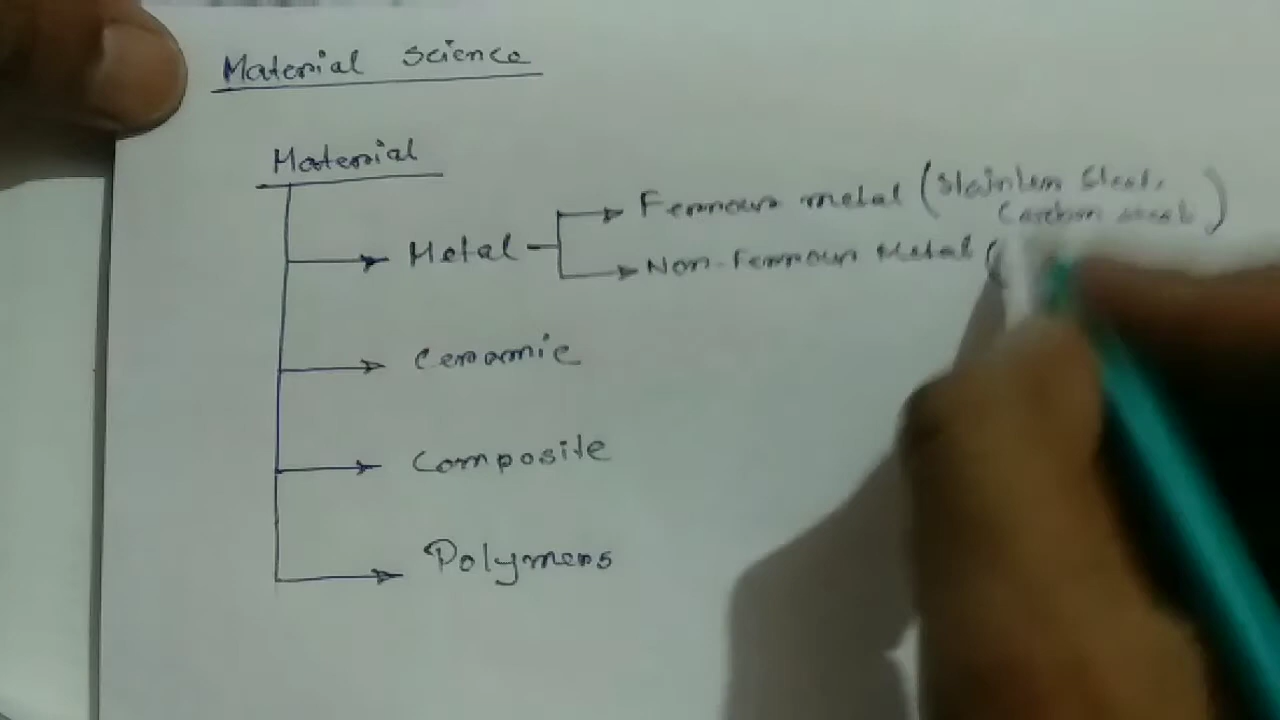 Material Science
Material
Metal
Ferrous metal (Stainless Steel,
Carbon steel)
Non-Ferrous Metal (
Ceramic
Composite
Polymers